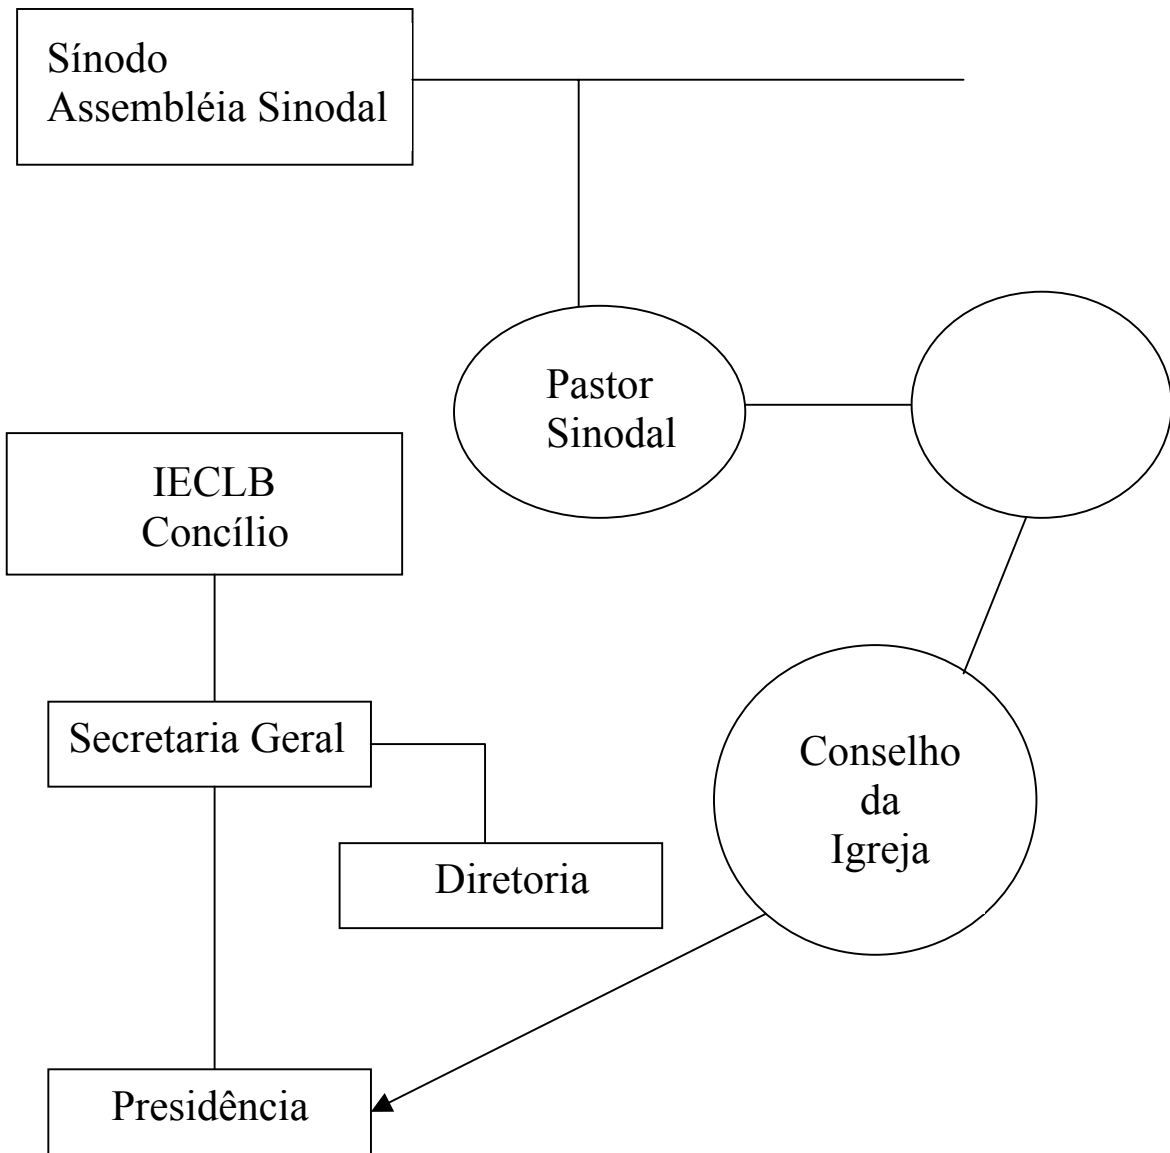 Sínodo
Assembléia Sinodal
Pastor
Sinodal
IECLB
Concílio
Secretaria Geral
Conselho
da
Igreja
Diretoria
Presidência